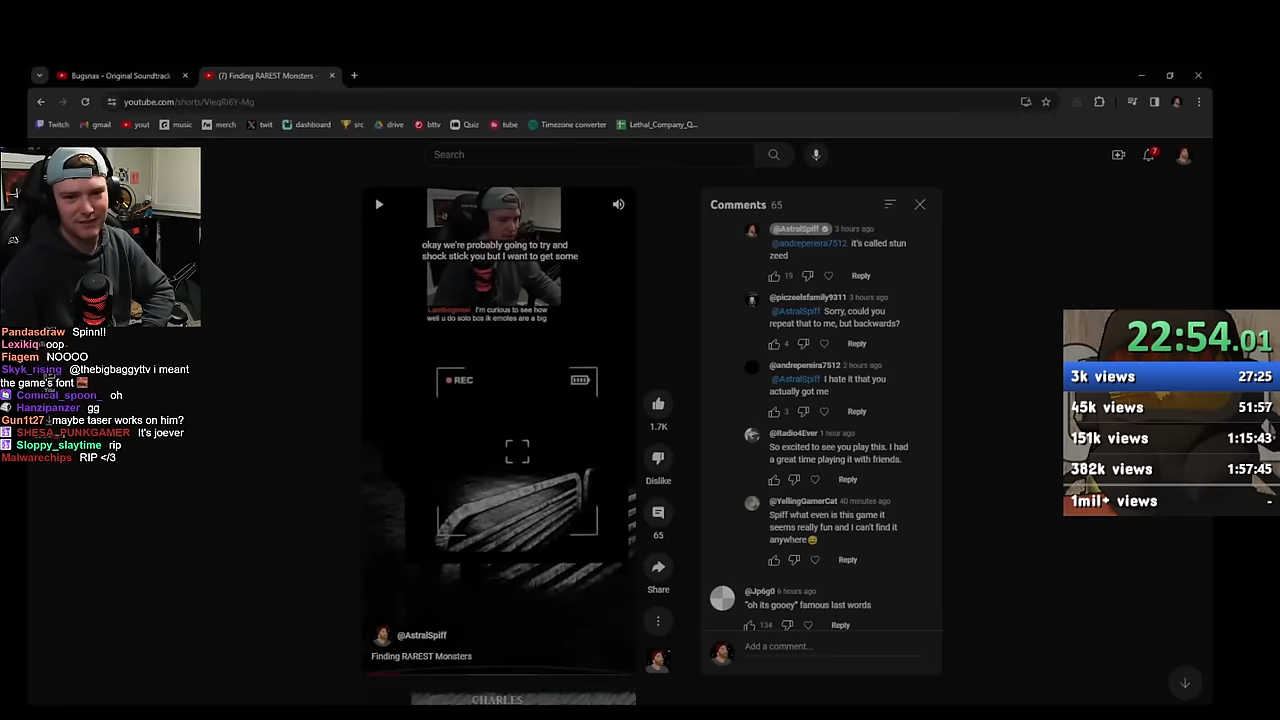 Bugsnax - Original Soundtrack
(7) Finding RAREST Monsters -
youtube.com/shorts/VIeqRi6Y-Mg
Twitch
gmail
yout
music
merch
twit
dashboard
src
drive
bttv
Quiz
tube
Timezone converter
Lethal_Company_Q...
Search
7
okay we're probably going to try and
shock stick you but I want to get some
I'm curious to see how
well u do solo bcs ik emotes are a big
REC
1.7K
Dislike
65
Share
@AstralSpiff
Finding RAREST Monsters
CHARLES
Comments 65
@AstralSpiff 3 hours ago
@andrepereira7512 it's called stun
zeed
19 Reply
@piczeelsfamily9311 3 hours ago
@AstralSpiff Sorry, could you
repeat that to me, but backwards?
4 Reply
@andrepereira7512 2 hours ago
@AstralSpiff I hate it that you
actually got me
3 Reply
@Radio4Ever 1 hour ago
So excited to see you play this. I had
a great time playing it with friends.
Reply
@YellingGamerCat 40 minutes ago
Spiff what even is this game it
seems really fun and I can't find it
anywhere😅
Reply
@Jp6g0 6 hours ago
"oh its gooey" famous last words
134 Reply
Add a comment...
Pandasdraw Spinn!!
Lexikiq oop
Fiagem NOOOO
Skyk_rising @thebigbaggyttv i meant
the game's font
Comical_spoon_ oh
Hanzipanzer gg
Gun1t27 maybe taser works on him?
SHESA_PUNKGAMER It's joever
Sloppy_slaytime rip
Malwarechips RIP </3
22:54.01
3k views 27:25
45k views 51:57
151k views 1:15:43
382k views 1:57:45
1mil+ views -